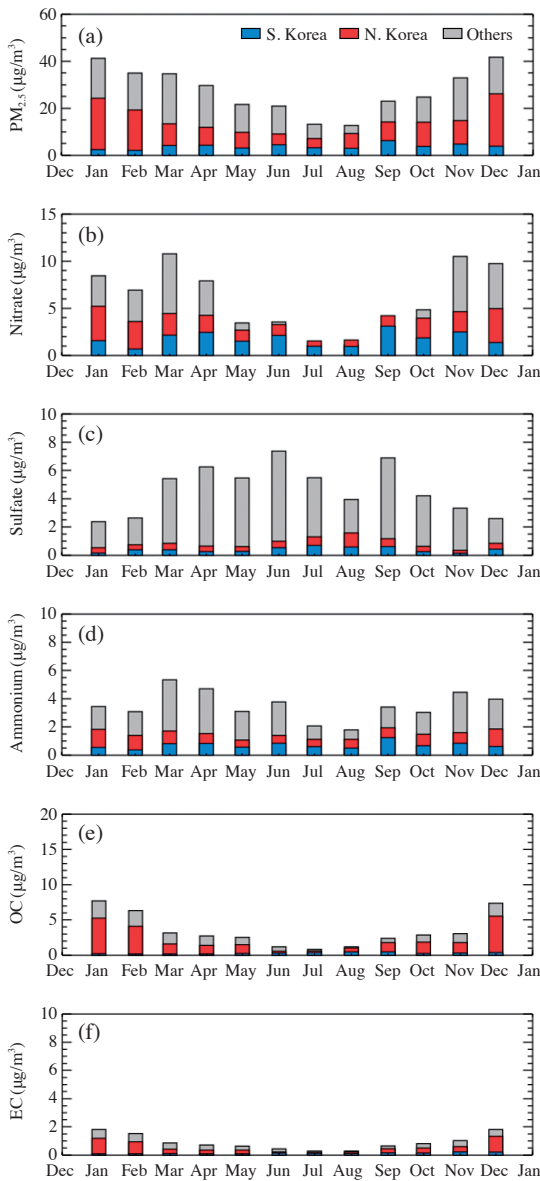 (a)
S. Korea N. Korea Others
PM2.5 (μg/m³)
60
40
20
0
Dec Jan Feb Mar Apr May Jun Jul Aug Sep Oct Nov Dec Jan
(b)
Nitrate (μg/m³)
15
10
5
0
Dec Jan Feb Mar Apr May Jun Jul Aug Sep Oct Nov Dec Jan
(c)
Sulfate (μg/m³)
10
8
6
4
2
0
Dec Jan Feb Mar Apr May Jun Jul Aug Sep Oct Nov Dec Jan
(d)
Ammonium (μg/m³)
10
8
6
4
2
0
Dec Jan Feb Mar Apr May Jun Jul Aug Sep Oct Nov Dec Jan
(e)
OC (μg/m³)
20
15
10
5
0
Dec Jan Feb Mar Apr May Jun Jul Aug Sep Oct Nov Dec Jan
(f)
EC (μg/m³)
10
8
6
4
2
0
Dec Jan Feb Mar Apr May Jun Jul Aug Sep Oct Nov Dec Jan